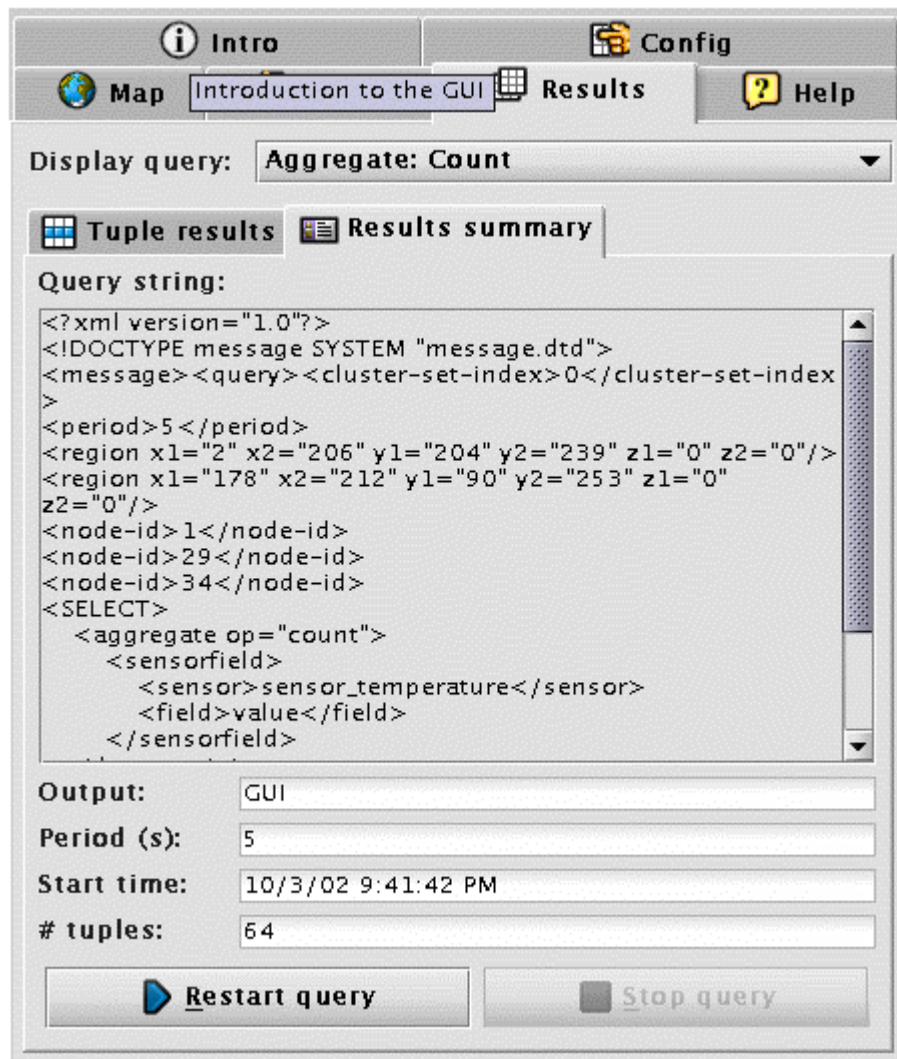 Intro
Config
Map
Introduction to the GUI
Results
Help
Display query:
Aggregate: Count
Tuple results
Results summary
Query string:
<?xml version="1.0"?>
<!DOCTYPE message SYSTEM "message.dtd">
<message><query><cluster-set-index>0</cluster-set-index
>
<period>5</period>
<region x1="2" x2="206" y1="204" y2="239" z1="0" z2="0"/>
<region x1="178" x2="212" y1="90" y2="253" z1="0"
z2="0"/>
<node-id>1</node-id>
<node-id>29</node-id>
<node-id>34</node-id>
<SELECT>
<aggregate op="count">
<sensorfield>
<sensor>sensor_temperature</sensor>
<field>value</field>
</sensorfield>
Output:
GUI
Period (s):
5
Start time:
10/3/02 9:41:42 PM
# tuples:
64
Restart query
Stop query